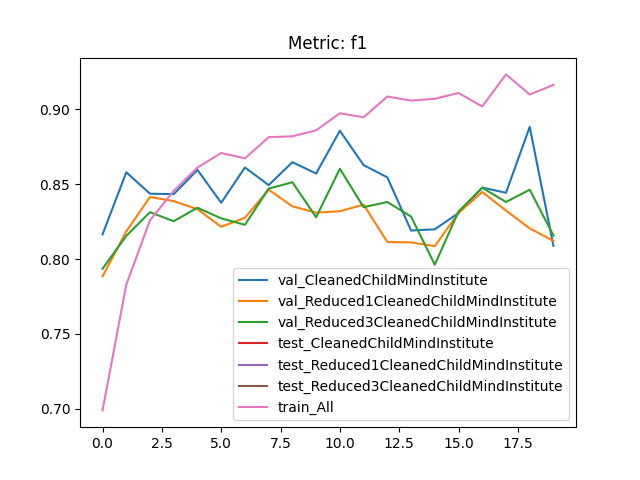 Metric: f1
0.90
0.85
0.80
0.75
0.70
val_CleanedChildMindInstitute
val_Reduced1CleanedChildMindInstitute
val_Reduced3CleanedChildMindInstitute
test_CleanedChildMindInstitute
test_Reduced1CleanedChildMindInstitute
test_Reduced3CleanedChildMindInstitute
train_All
0.0 2.5 5.0 7.5 10.0 12.5 15.0 17.5